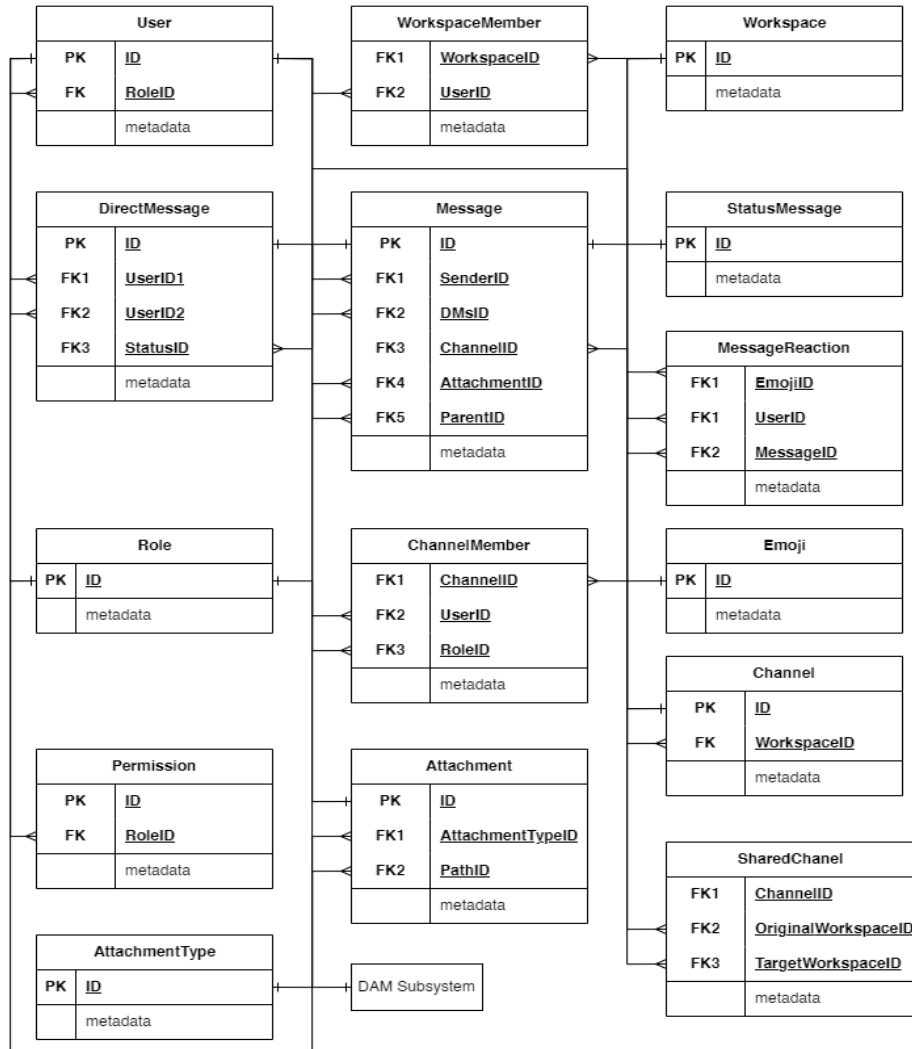 User
PK ID
FK RoleID
metadata
WorkspaceMember
FK1 WorkspaceID
FK2 UserID
metadata
Workspace
PK ID
metadata
DirectMessage
PK ID
FK1 UserID1
FK2 UserID2
FK3 StatusID
metadata
Message
PK ID
FK1 SenderID
FK2 DMsID
FK3 ChannelID
FK4 AttachmentID
FK5 ParentID
metadata
StatusMessage
PK ID
metadata
MessageReaction
FK1 EmojiID
FK1 UserID
FK2 MessageID
metadata
Role
PK ID
metadata
ChannelMember
FK1 ChannelID
FK2 UserID
FK3 RoleID
metadata
Emoji
PK ID
metadata
Channel
PK ID
FK WorkspaceID
metadata
Permission
PK ID
FK RoleID
metadata
Attachment
PK ID
FK1 AttachmentTypeID
FK2 PathID
metadata
SharedChanel
FK1 ChannelID
FK2 OriginalWorkspaceID
FK3 TargetWorkspaceID
metadata
AttachmentType
PK ID
metadata
DAM Subsystem